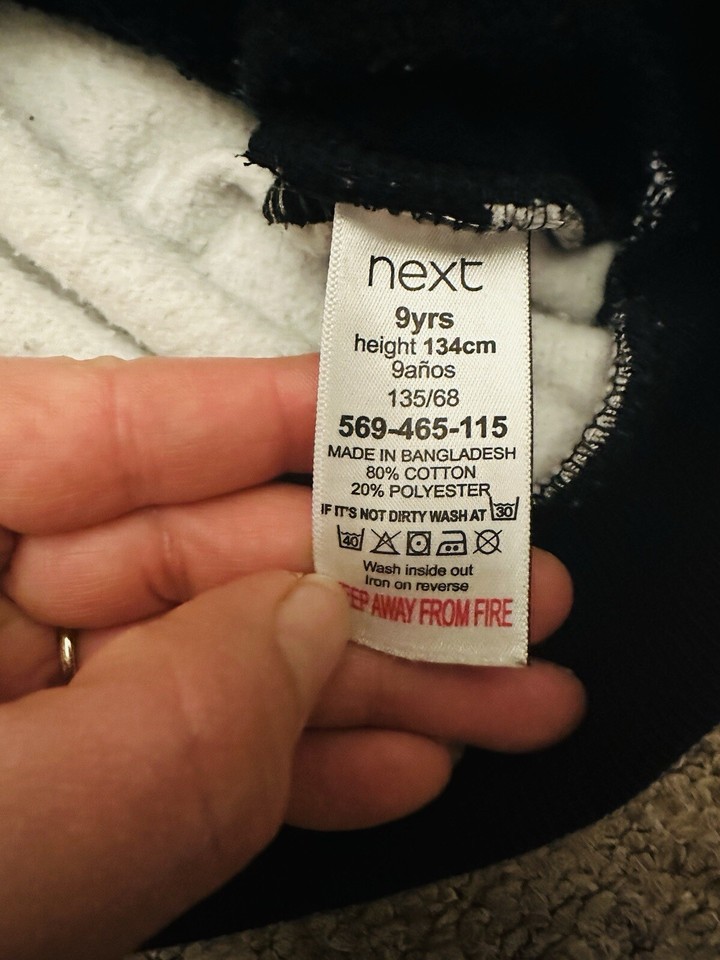 next
9yrs
height 134cm
9años
135/68
569-465-115
MADE IN BANGLADESH
80% COTTON
20% POLYESTER
IF IT'S NOT DIRTY WASH AT 30
40
Wash inside out
Iron on reverse
AWAY FROM FIRE